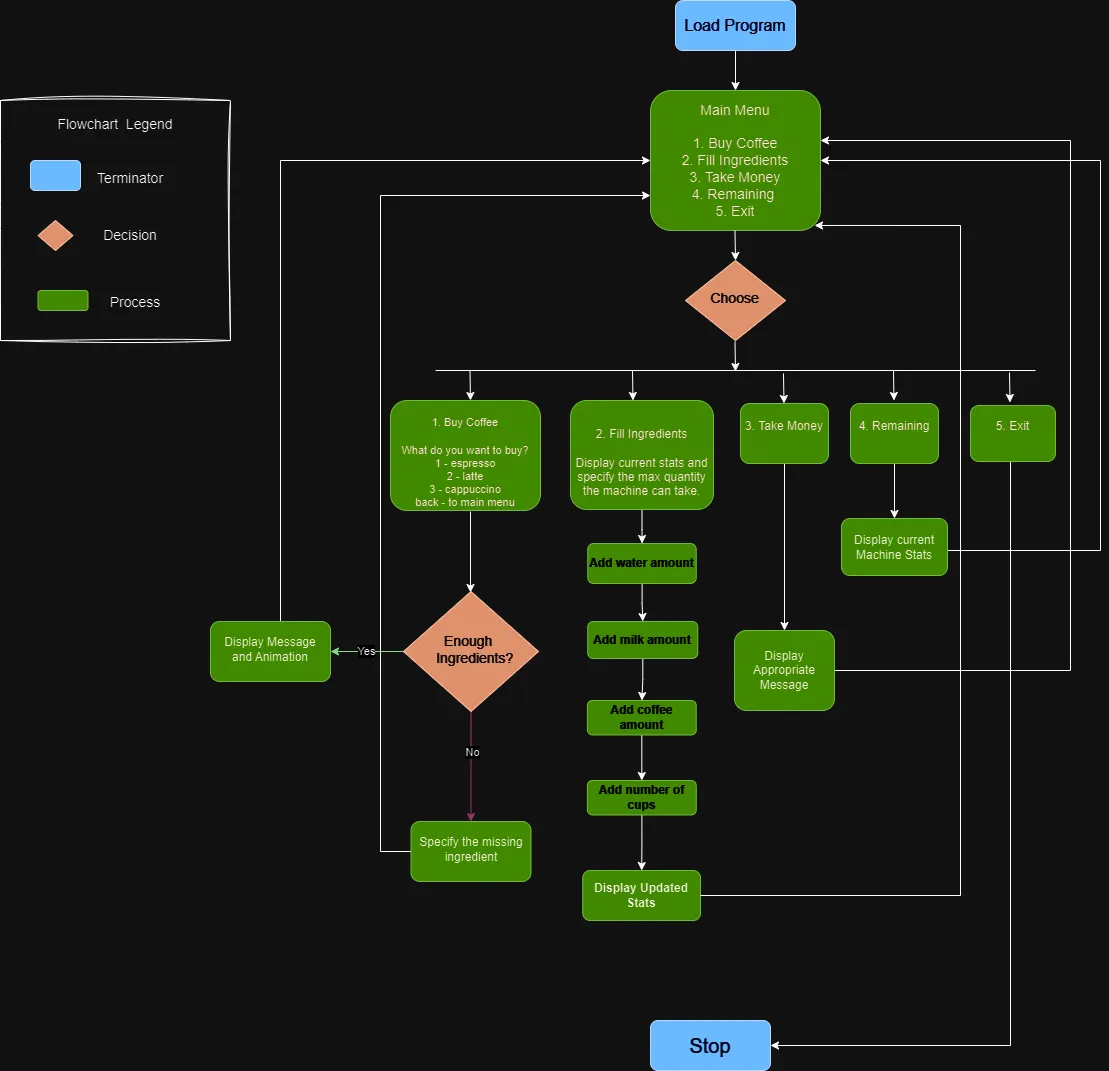 Load Program
Main Menu
1. Buy Coffee
2. Fill Ingredients
3. Take Money
4. Remaining
5. Exit
Flowchart Legend
Terminator
Decision
Process
Choose
1. Buy Coffee
What do you want to buy?
1 - espresso
2 - latte
3 - cappuccino
back - to main menu
2. Fill Ingredients
Display current stats and
specify the max quantity
the machine can take.
3. Take Money
4. Remaining
5. Exit
Display current
Machine Stats
Add water amount
Add milk amount
Enough
Ingredients?
Yes
Display Message
and Animation
Display
Appropriate
Message
Add coffee
amount
No
Add number of
cups
Specify the missing
ingredient
Display Updated
Stats
Stop